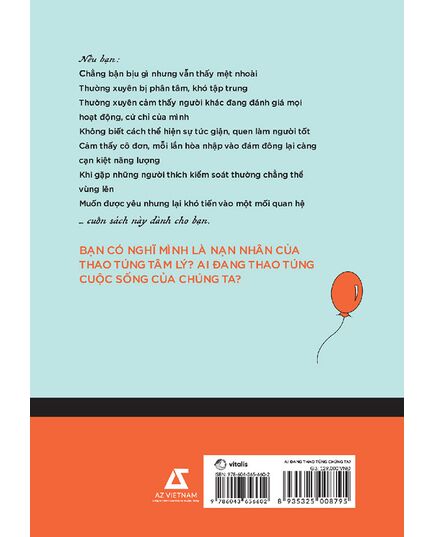 Nếu bạn:
Chẳng bận bịu gì nhưng vẫn thấy mệt nhoài
Thường xuyên bị phân tâm, khó tập trung
Thường xuyên cảm thấy người khác đang đánh giá mọi
hoạt động, cử chỉ của mình
Không biết cách thể hiện sự tức giận, quen làm người tốt
Cảm thấy cô đơn, mỗi lần hòa nhập vào đám đông lại càng
cạn kiệt năng lượng
Khi gặp những người thích kiểm soát thường chẳng thể
vùng lên
Muốn được yêu nhưng lại khó tiến vào một mối quan hệ
... cuốn sách này dành cho bạn.
BẠN CÓ NGHĨ MÌNH LÀ NẠN NHÂN CỦA
THAO TÚNG TÂM LÝ? AI ĐANG THAO TÚNG
CUỘC SỐNG CỦA CHÚNG TA?
AZ VIETNAM
vitalis
ISBN: 978-604-365-660-2
9 786043 656602
AI ĐANG THAO TÚNG CHÚNG TA?
GIÁ: 139,000 VNĐ
8 935325 008795